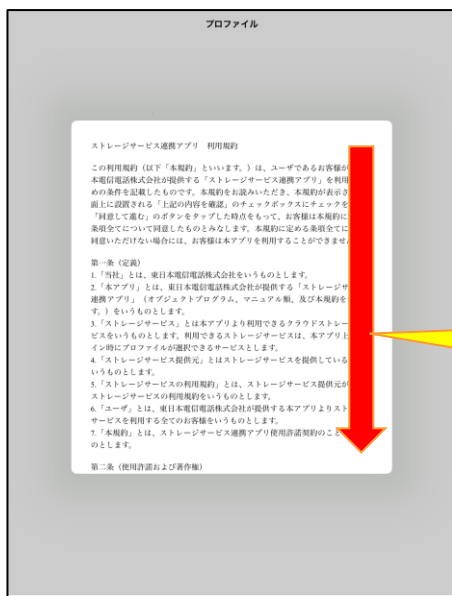 プロファイル
ストレージサービス連携アプリ 利用規約
この利用規約（以下「本規約」といいます。）は、ユーザであるお客様が
本電信電話株式会社が提供する「ストレージサービス連携アプリ」を利用
めの条件を記載したものです。本規約をお読みいただき、本規約が表示さ
面上に設置される「上記の内容を確認」のチェックボックスにチェックを
「同意して進む」のボタンをタップした時点をもって、お客様は本規約に
条項全てについて同意したものとみなします。本規約に定める条項全てに
同意いただけない場合には、お客様は本アプリを利用することができませ
第一条（定義）
1.「当社」とは、東日本電信電話株式会社をいうものとします。
2.「本アプリ」とは、東日本電信電話株式会社が提供する「ストレージサ
連携アプリ」（オブジェクトプログラム、マニュアル類、及び本規約を
す。）をいうものとします。
3.「ストレージサービス」とは本アプリより利用できるクラウドストレー
ビスをいうものとします。利用できるストレージサービスは、本アプリ上
イン時にプロファイルが選択できるサービスとします。
4.「ストレージサービス提供元」とはストレージサービスを提供している
いうものとします。
5.「ストレージサービスの利用規約」とは、ストレージサービス提供元が
ストレージサービスの利用規約をいうものとします。
6.「ユーザ」とは、東日本電信電話株式会社が提供する本アプリよりスト
サービスを利用する全てのお客様をいうものとします。
7.「本規約」とは、ストレージサービス連携アプリ使用許諾契約のこと
のとします。
第二条（使用許諾および著作権）